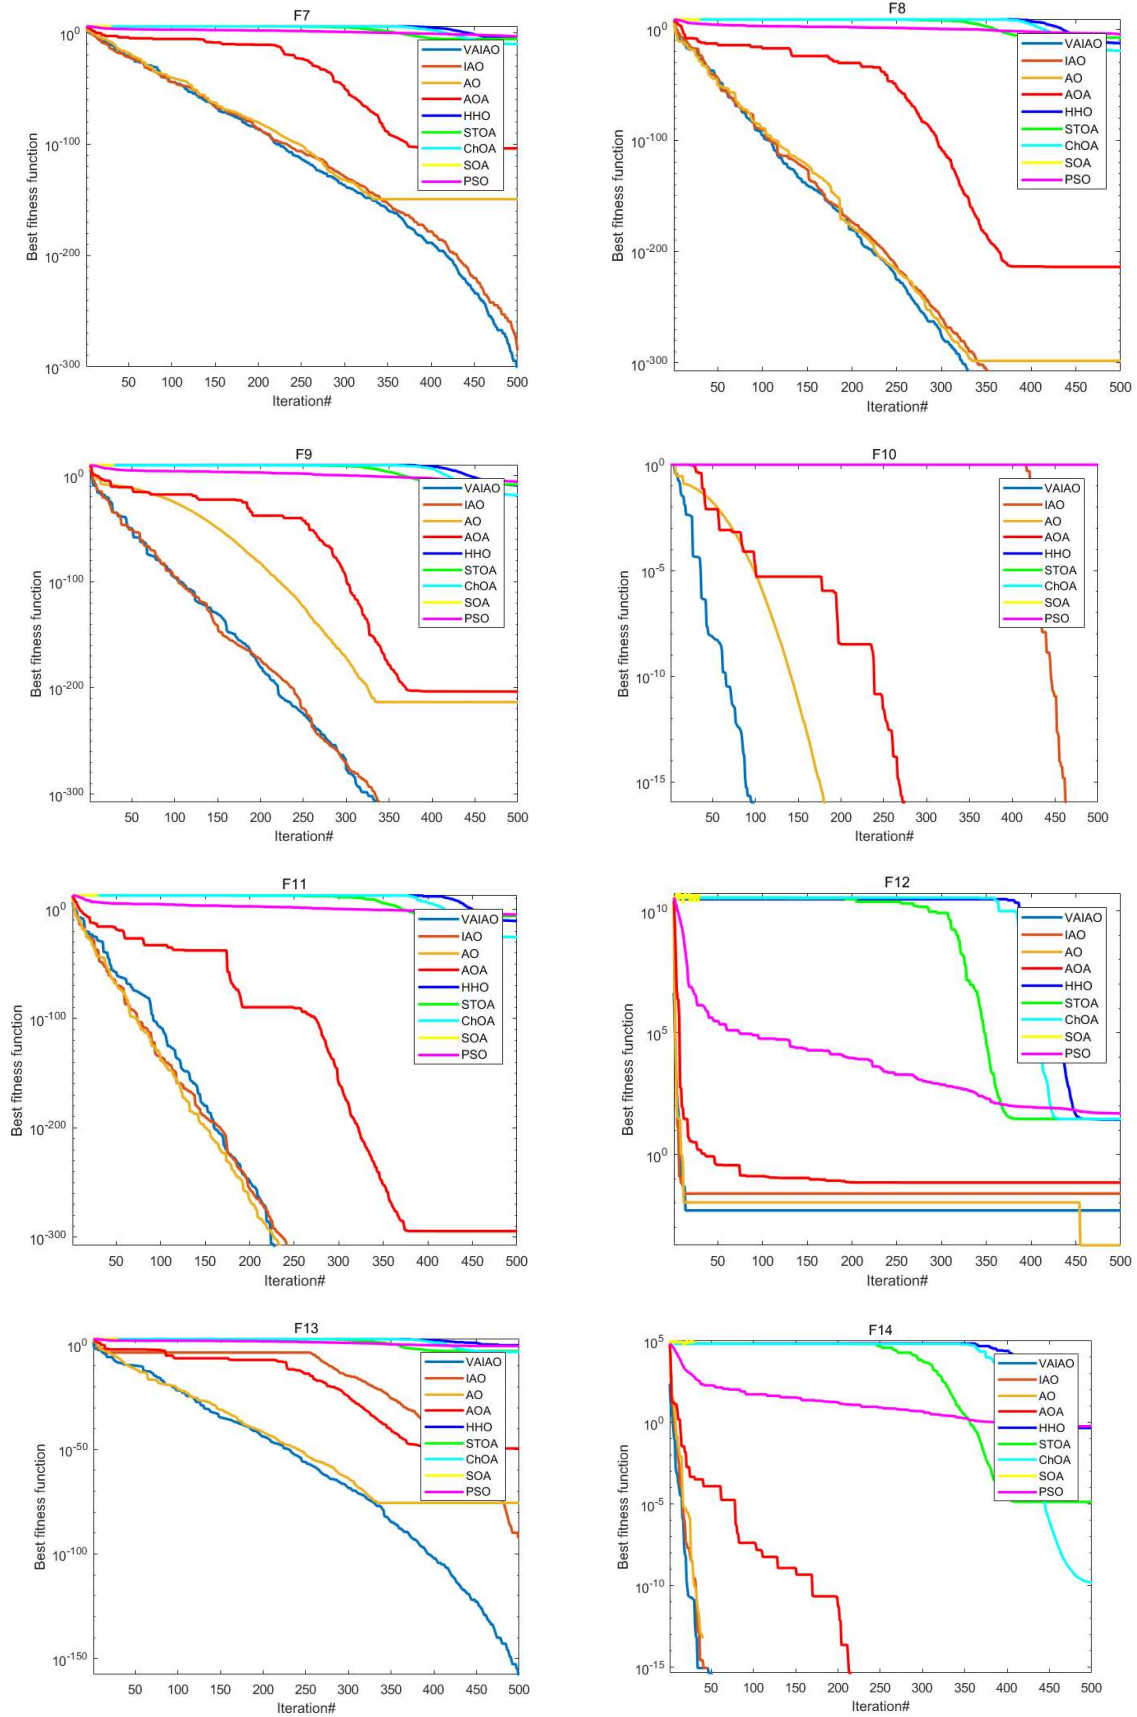 F7
10^0
10^-100
10^-200
10^-300
Best fitness function
50 100 150 200 250 300 350 400 450 500
Iteration#
VAIAO
IAO
AO
AOA
HHO
STOA
ChOA
SOA
PSO
F8
10^0
10^-100
10^-200
10^-300
Best fitness function
50 100 150 200 250 300 350 400 450 500
Iteration#
VAIAO
IAO
AO
AOA
HHO
STOA
ChOA
SOA
PSO
F9
10^0
10^-100
10^-200
10^-300
Best fitness function
50 100 150 200 250 300 350 400 450 500
Iteration#
VAIAO
IAO
AO
AOA
HHO
STOA
ChOA
SOA
PSO
F10
10^0
10^-5
10^-10
10^-15
Best fitness function
50 100 150 200 250 300 350 400 450 500
Iteration#
VAIAO
IAO
AO
AOA
HHO
STOA
ChOA
SOA
PSO
F11
10^0
10^-100
10^-200
10^-300
Best fitness function
50 100 150 200 250 300 350 400 450 500
Iteration#
VAIAO
IAO
AO
AOA
HHO
STOA
ChOA
SOA
PSO
F12
10^10
10^5
10^0
Best fitness function
50 100 150 200 250 300 350 400 450 500
Iteration#
VAIAO
IAO
AO
AOA
HHO
STOA
ChOA
SOA
PSO
F13
10^0
10^-50
10^-100
10^-150
Best fitness function
50 100 150 200 250 300 350 400 450 500
Iteration#
VAIAO
IAO
AO
AOA
HHO
STOA
ChOA
SOA
PSO
F14
10^5
10^0
10^-5
10^-10
10^-15
Best fitness function
50 100 150 200 250 300 350 400 450 500
Iteration#
VAIAO
IAO
AO
AOA
HHO
STOA
ChOA
SOA
PSO